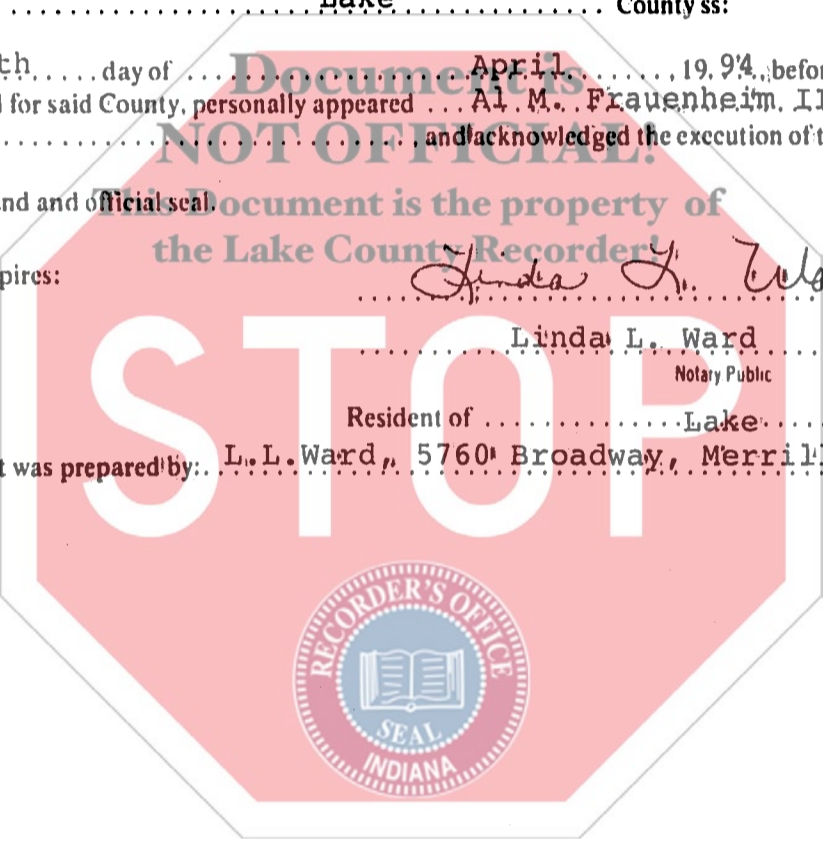 Lake County ss:
th day of April, 19.94, befor
for said County, personally appeared Al M. Frauenheim. II
and acknowledged the execution of t
nd and official seal.
pires:
Linda L.
Linda L. Ward
Notary Public
Resident of Lake
t was prepared by: L.L.Ward, 5760 Broadway, Merrill
Document is
NOT OFFICIAL!
This Document is the property of
the Lake County Recorder!
STOP
RECORDER'S OFFICE
SEAL
INDIANA